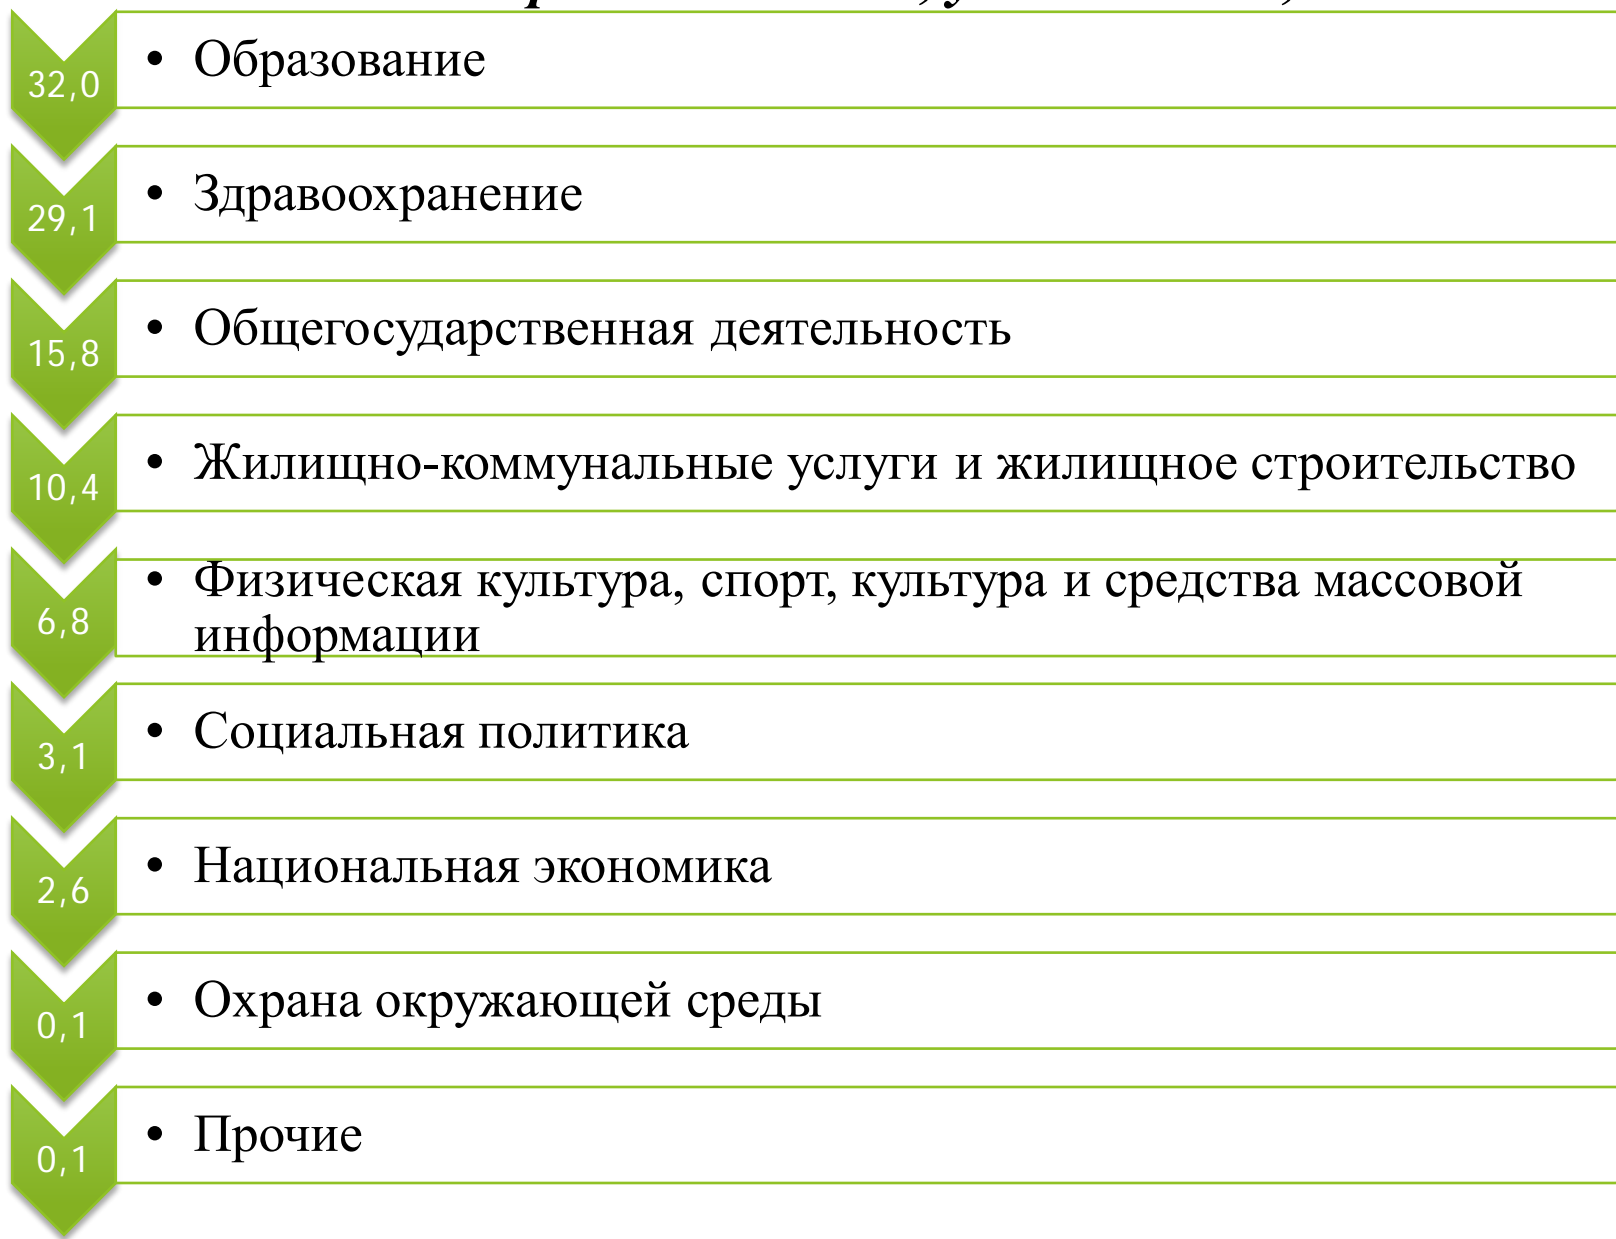 32,0
• Образование
29,1
• Здравоохранение
15,8
• Общегосударственная деятельность
10,4
• Жилищно-коммунальные услуги и жилищное строительство
6,8
• Физическая культура, спорт, культура и средства массовой
информации
3,1
• Социальная политика
2,6
• Национальная экономика
0,1
• Охрана окружающей среды
0,1
• Прочие